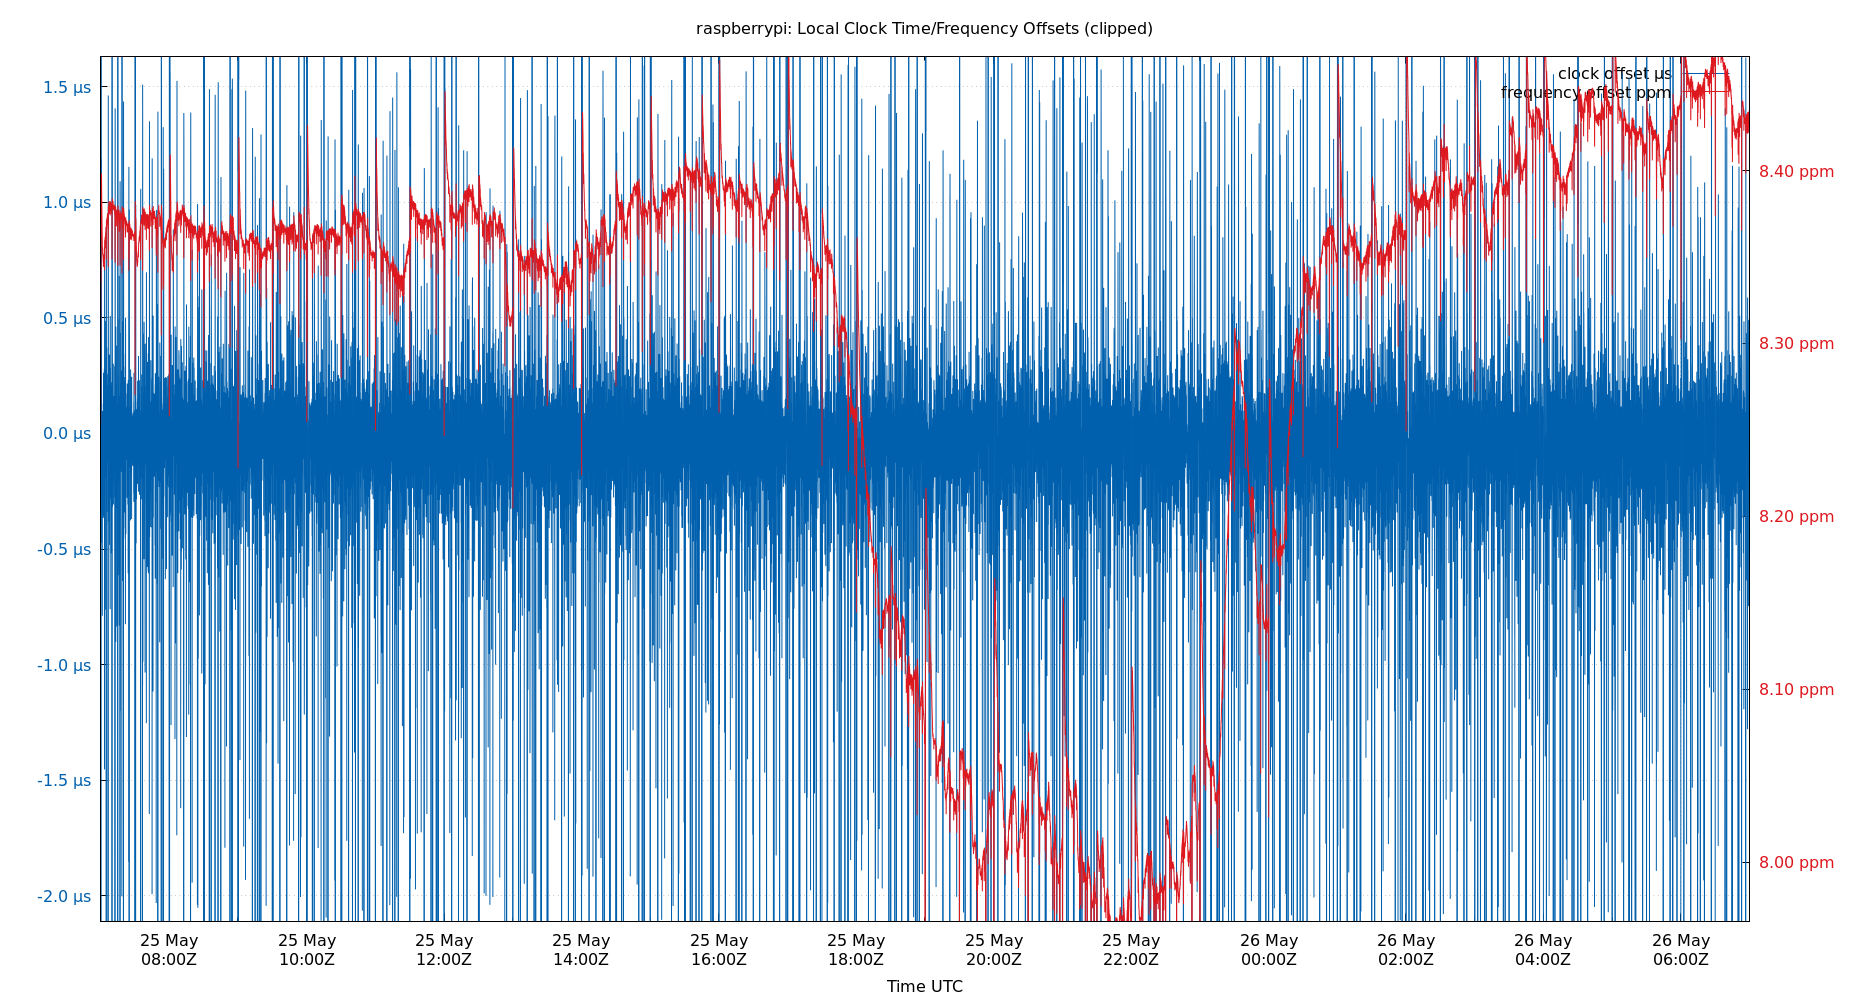 raspberrypi: Local Clock Time/Frequency Offsets (clipped)
clock offset µs
frequency offset ppm
1.5 µs
1.0 µs
0.5 µs
0.0 µs
-0.5 µs
-1.0 µs
-1.5 µs
-2.0 µs
8.40 ppm
8.30 ppm
8.20 ppm
8.10 ppm
8.00 ppm
25 May 25 May 25 May 25 May 25 May 25 May 25 May 25 May 26 May 26 May 26 May 26 May
08:00Z 10:00Z 12:00Z 14:00Z 16:00Z 18:00Z 20:00Z 22:00Z 00:00Z 02:00Z 04:00Z 06:00Z
Time UTC